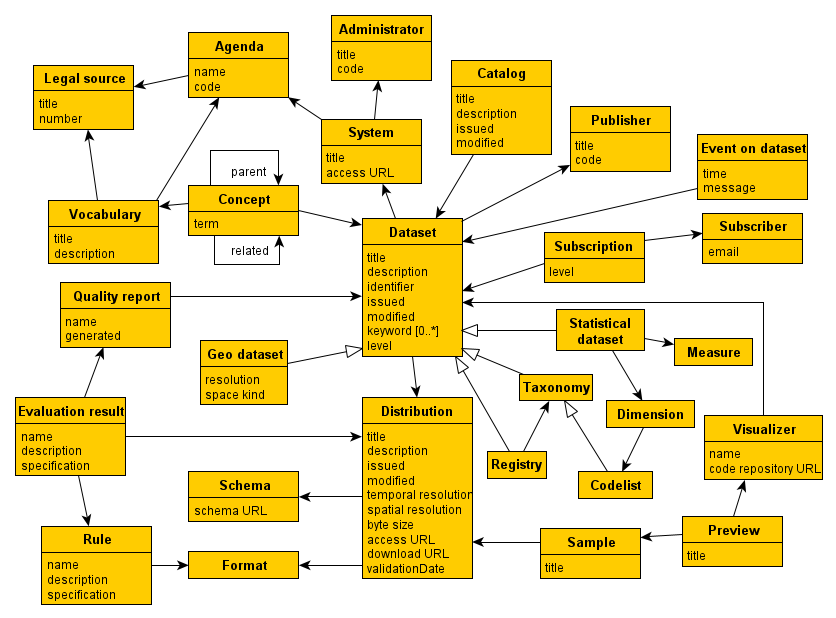 Administrator
title
code
Agenda
name
code
Legal source
title
number
Catalog
title
description
issued
modified
System
title
access URL
Publisher
title
code
Event on dataset
time
message
parent
Concept
term
related
Vocabulary
title
description
Dataset
title
description
identifier
issued
modified
keyword [0..*]
level
Subscription
level
Subscriber
email
Quality report
name
generated
Geo dataset
resolution
space kind
Statistical
dataset
Measure
Taxonomy
Dimension
Evaluation result
name
description
specification
Distribution
title
description
issued
modified
temporal resolution
spatial resolution
byte size
access URL
download URL
validationDate
Registry
Codelist
Visualizer
name
code repository URL
Schema
schema URL
Rule
name
description
specification
Format
Sample
title
Preview
title